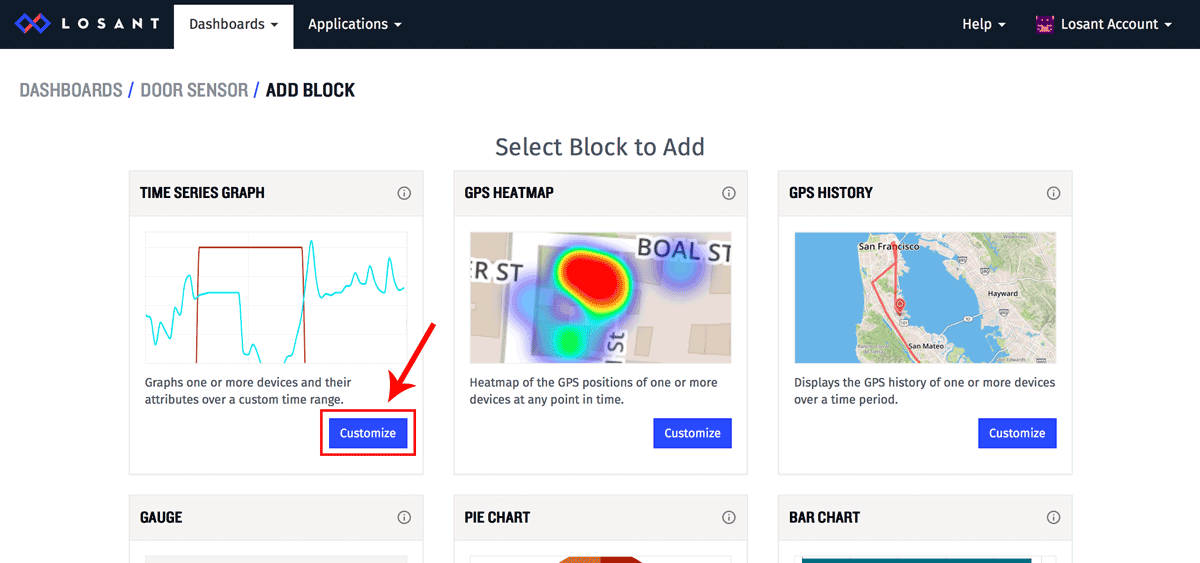 LOSANT
Dashboards
Applications
Help
Losant Account
DASHBOARDS / DOOR SENSOR / ADD BLOCK
Select Block to Add
TIME SERIES GRAPH
GPS HEATMAP
GPS HISTORY
BOAL ST
ER ST
St
San Francisco
Hayward
92
101
San Mateo
Graphs one or more devices and their
attributes over a custom time range.
Customize
Heatmap of the GPS positions of one or more
devices at any point in time.
Customize
Displays the GPS history of one or more devices
over a time period.
Customize
GAUGE
PIE CHART
BAR CHART